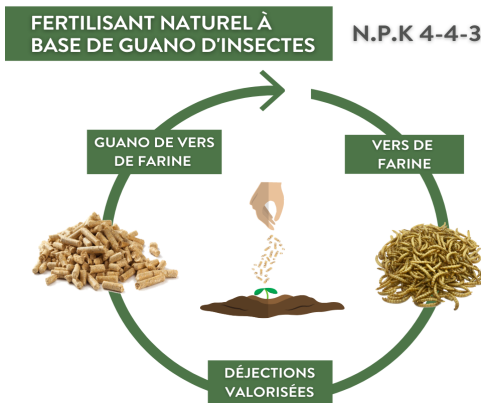 FERTILISANT NATUREL À
BASE DE GUANO D'INSECTES
N.P.K 4-4-3
GUANO DE VERS
DE FARINE
VERS DE
FARINE
DÉJECTIONS
VALORISÉES